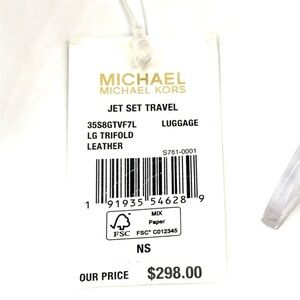 MICHAEL
MICHAEL KORS
JET SET TRAVEL
35S8GTVF7L LUGGAGE
LG TRIFOLD
LEATHER
S781-0001
1 91935 54628 9
FSC
MIX
Paper
FSC® C012345
NS
OUR PRICE $298.00